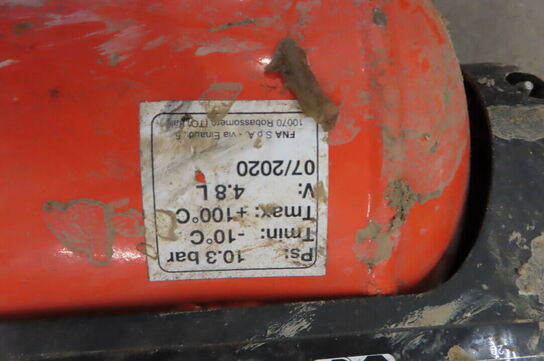 Ps: 10.3 bar
Tmin: -10°C
Tmax: +100°C
V: 4.8 L
07/2020
FNA S.p.A. - via Einaudi, 6
10070 Robassomero (TO) Italy